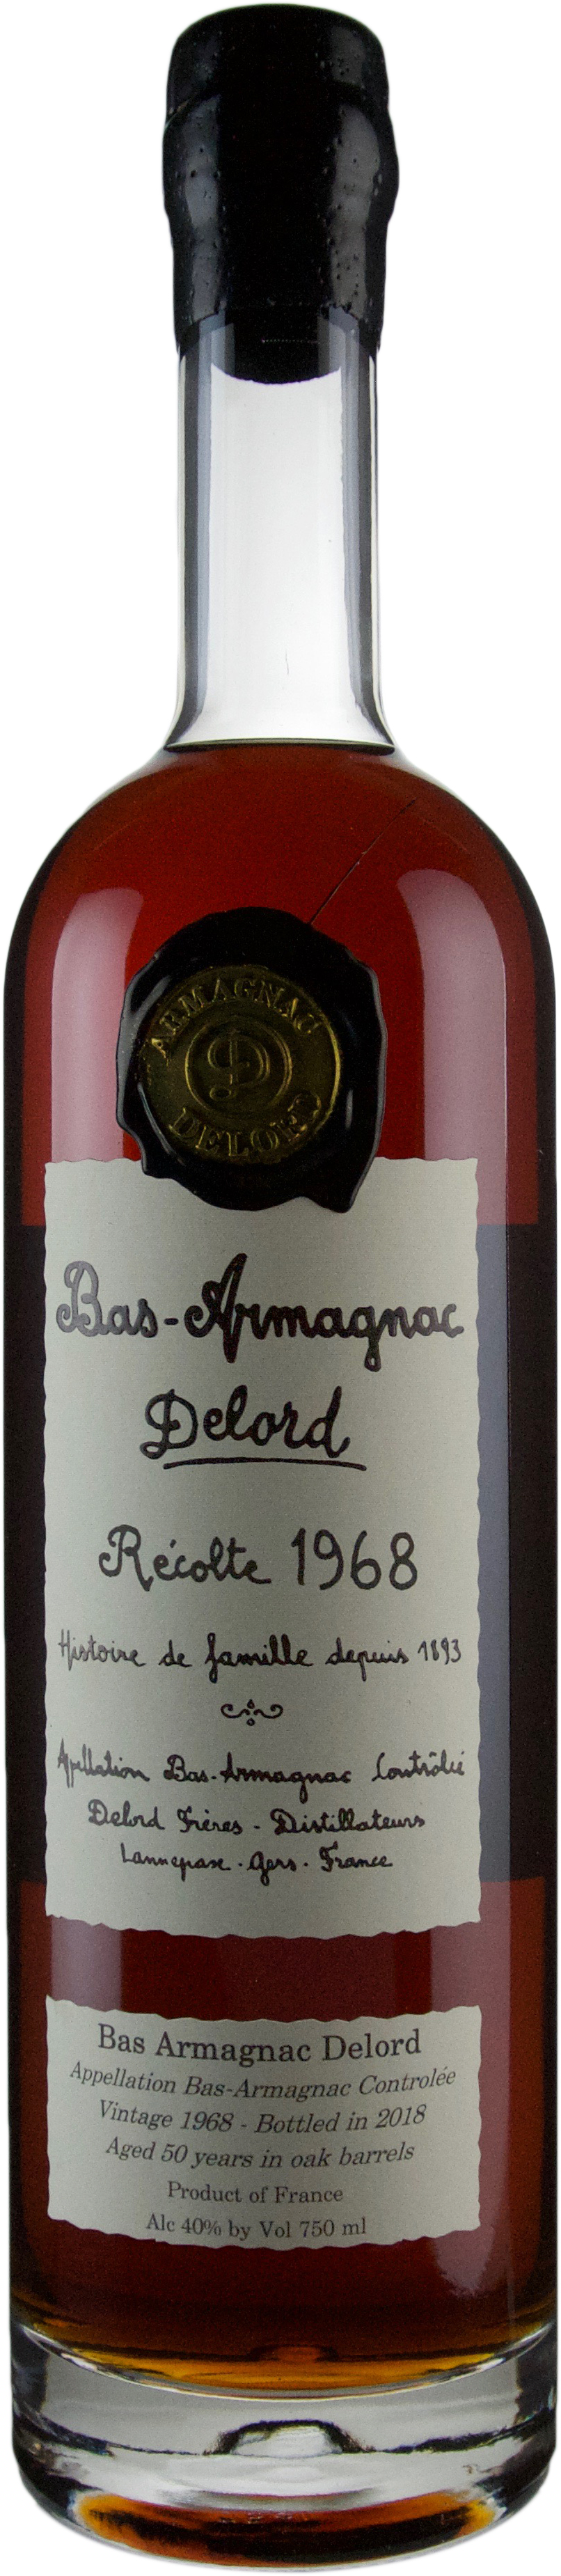 ARMAGNAC
D
DELORD
Bas-Armagnac
Delord
Récolte 1968
Histoire de famille depuis 1893
Appellation Bas-Armagnac Contrôlée
Delord Frères - Distillateurs
Lannepax - Gers - France
Bas Armagnac Delord
Appellation Bas-Armagnac Controlée
Vintage 1968 - Bottled in 2018
Aged 50 years in oak barrels
Product of France
Alc 40% by Vol 750 ml